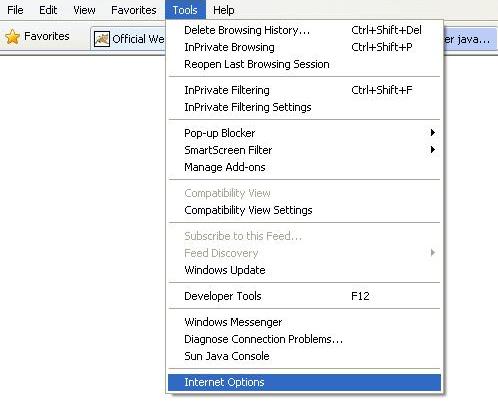 File Edit View Favorites Tools Help
Favorites Official We er java...
Delete Browsing History... Ctrl+Shift+Del
InPrivate Browsing Ctrl+Shift+P
Reopen Last Browsing Session
InPrivate Filtering Ctrl+Shift+F
InPrivate Filtering Settings
Pop-up Blocker
SmartScreen Filter
Manage Add-ons
Compatibility View
Compatibility View Settings
Subscribe to this Feed...
Feed Discovery
Windows Update
Developer Tools F12
Windows Messenger
Diagnose Connection Problems...
Sun Java Console
Internet Options